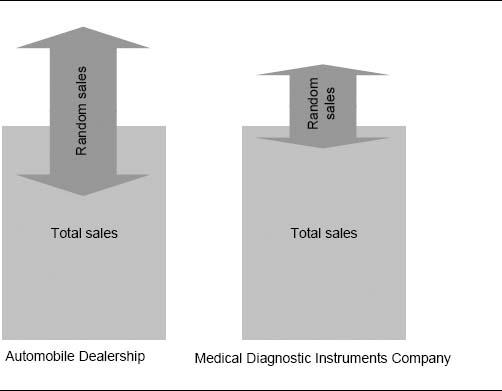 Random sales
Random
sales
Total sales
Total sales
Automobile Dealership
Medical Diagnostic Instruments Company